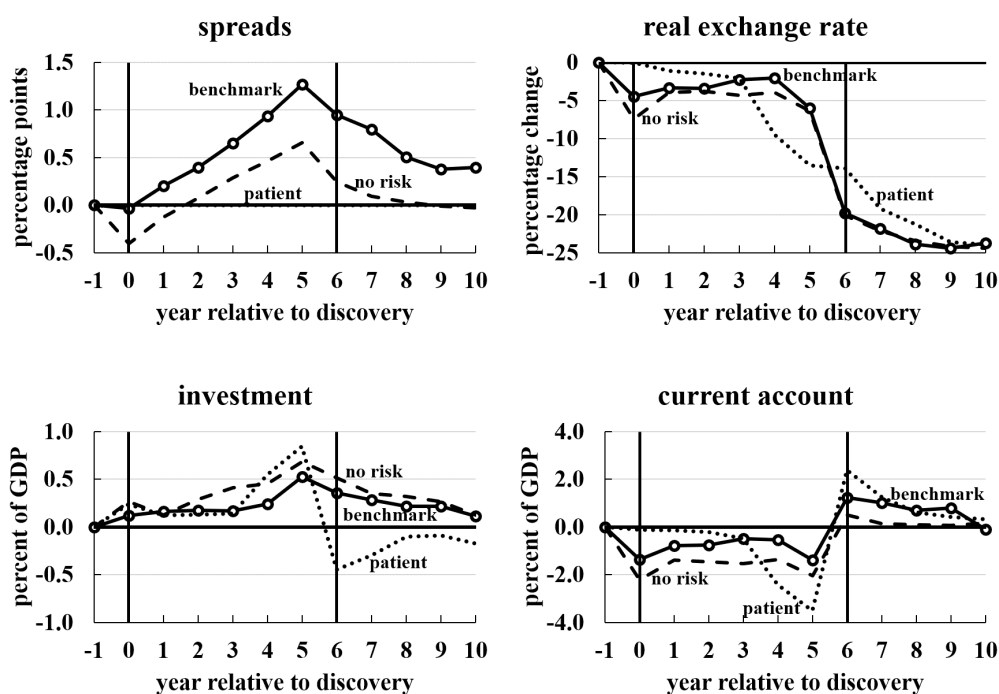 spreads
percentage points
1.5
1.0
0.5
0.0
-0.5
benchmark
no risk
patient
-1 0 1 2 3 4 5 6 7 8 9 10
year relative to discovery
real exchange rate
percentage change
0
-5
-10
-15
-20
-25
benchmark
no risk
patient
-1 0 1 2 3 4 5 6 7 8 9 10
year relative to discovery
investment
percent of GDP
1.0
0.5
0.0
-0.5
-1.0
no risk
benchmark
patient
-1 0 1 2 3 4 5 6 7 8 9 10
year relative to discovery
current account
percent of GDP
4.0
2.0
0.0
-2.0
-4.0
benchmark
no risk
patient
-1 0 1 2 3 4 5 6 7 8 9 10
year relative to discovery